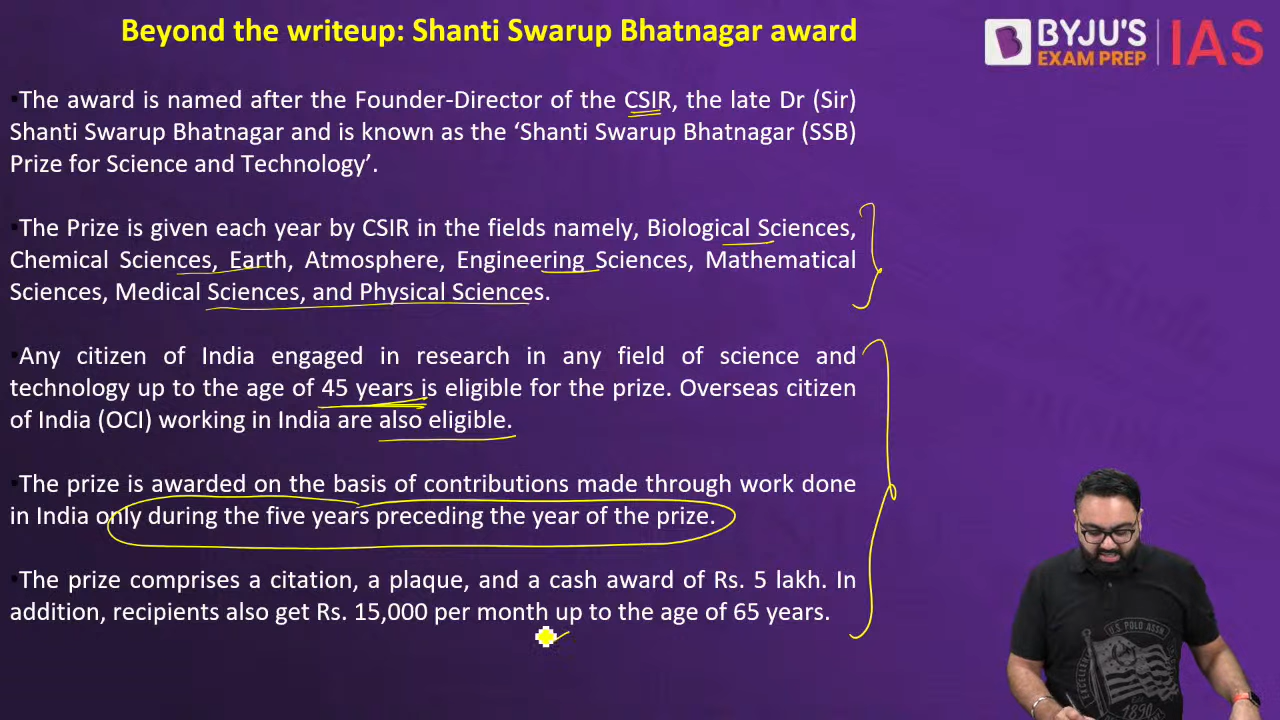 Beyond the writeup: Shanti Swarup Bhatnagar award
BYJU'S
EXAM PREP
IAS
▪The award is named after the Founder-Director of the CSIR, the late Dr (Sir)
Shanti Swarup Bhatnagar and is known as the ‘Shanti Swarup Bhatnagar (SSB)
Prize for Science and Technology’.
▪The Prize is given each year by CSIR in the fields namely, Biological Sciences,
Chemical Sciences, Earth, Atmosphere, Engineering Sciences, Mathematical
Sciences, Medical Sciences, and Physical Sciences.
▪Any citizen of India engaged in research in any field of science and
technology up to the age of 45 years is eligible for the prize. Overseas citizen
of India (OCI) working in India are also eligible.
▪The prize is awarded on the basis of contributions made through work done
in India only during the five years preceding the year of the prize.
▪The prize comprises a citation, a plaque, and a cash award of Rs. 5 lakh. In
addition, recipients also get Rs. 15,000 per month up to the age of 65 years.
U.S. POLO ASSN.
1890